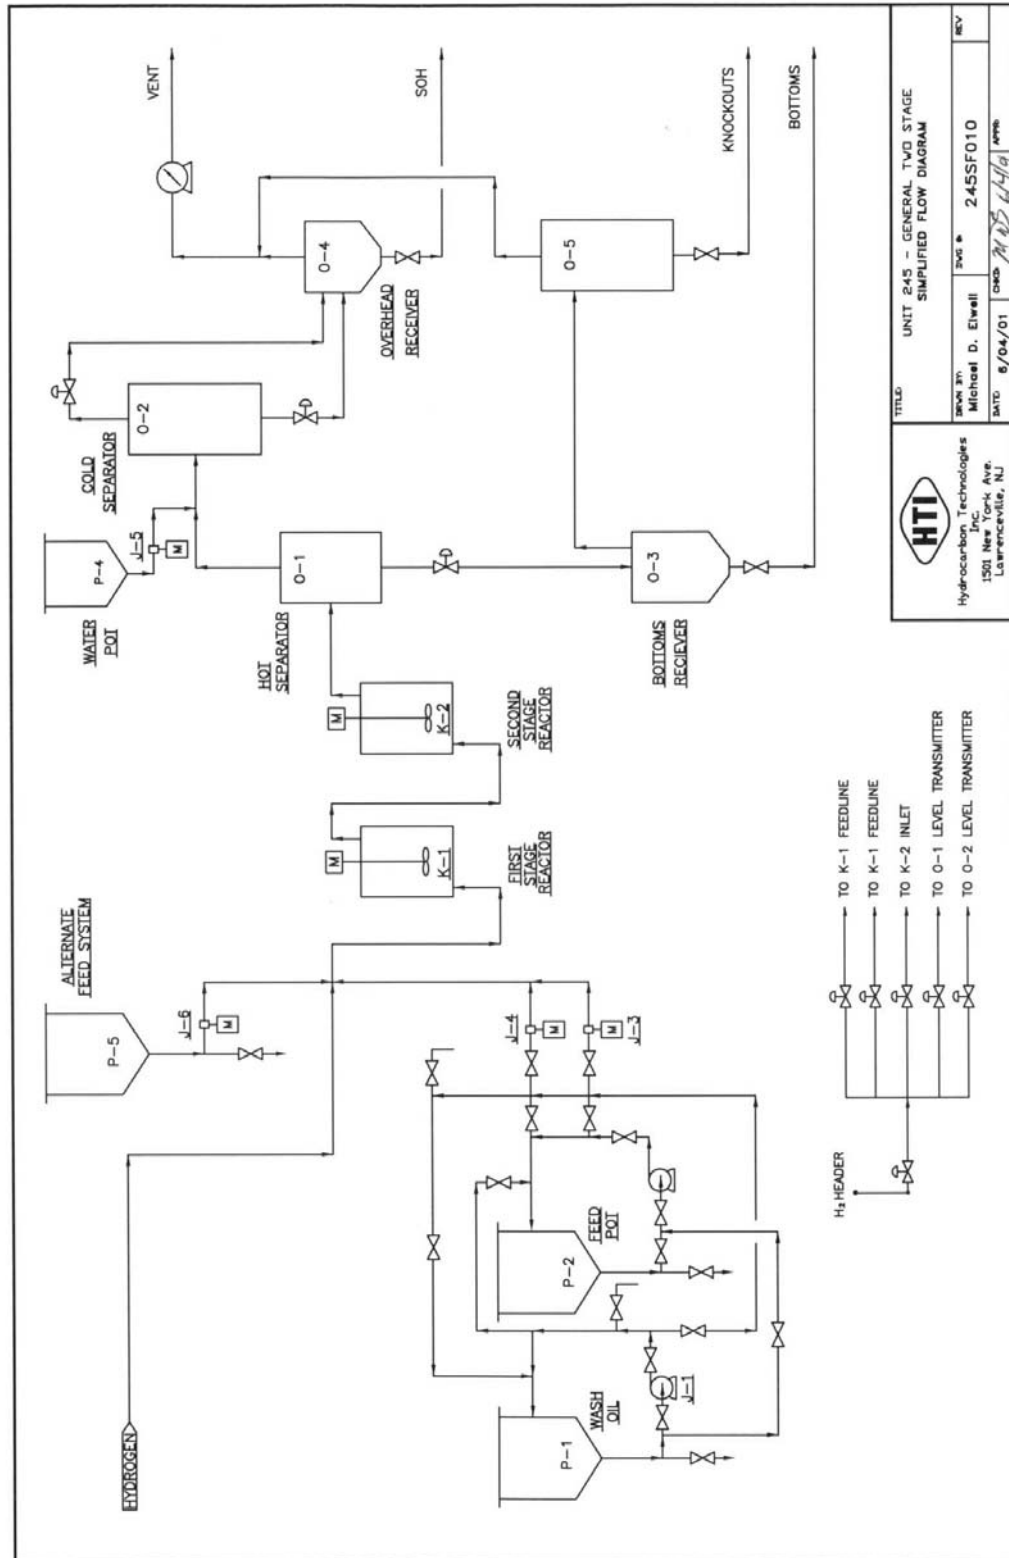 HYDROGEN
ALTERNATE
FEED SYSTEM
P-5
J-6
WATER
POT
P-4
J-5
COLD
SEPARATOR
O-2
VENT
SOH
O-4
OVERHEAD
RECEIVER
HOT
SEPARATOR
O-1
M
M
M
M
K-1
FIRST
STAGE
REACTOR
K-2
SECOND
STAGE
REACTOR
J-4
M
J-3
M
P-1
WASH
OIL
J-1
P-2
FEED
POT
O-3
BOTTOMS
RECIEVER
O-5
KNOCKOUTS
BOTTOMS
H₂ HEADER
TO K-1 FEEDLINE
TO K-1 FEEDLINE
TO K-2 INLET
TO O-1 LEVEL TRANSMITTER
TO O-2 LEVEL TRANSMITTER
HTI
Hydrocarbon Technologies
Inc.
1501 New York Ave.
Lawrenceville, NJ
TITLE:
UNIT 245 - GENERAL TWO STAGE
SIMPLIFIED FLOW DIAGRAM
DRWN BY:
Michael D. Elwell
DWG #:
245SF010
REV
DATE:
6/04/01
CHKD:
APPR: